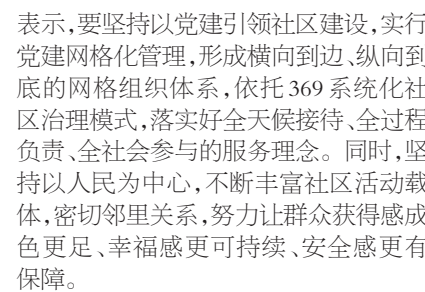 表示,要坚持以党建引领社区建设,实行
党建网格化管理,形成横向到边、纵向到
底的网格组织体系,依托369系统化社
区治理模式,落实好全天候接待、全过程
负责、全社会参与的服务理念。同时,坚
持以人民为中心,不断丰富社区活动载
体,密切邻里关系,努力让群众获得感成
色更足、幸福感更可持续、安全感更有
保障。